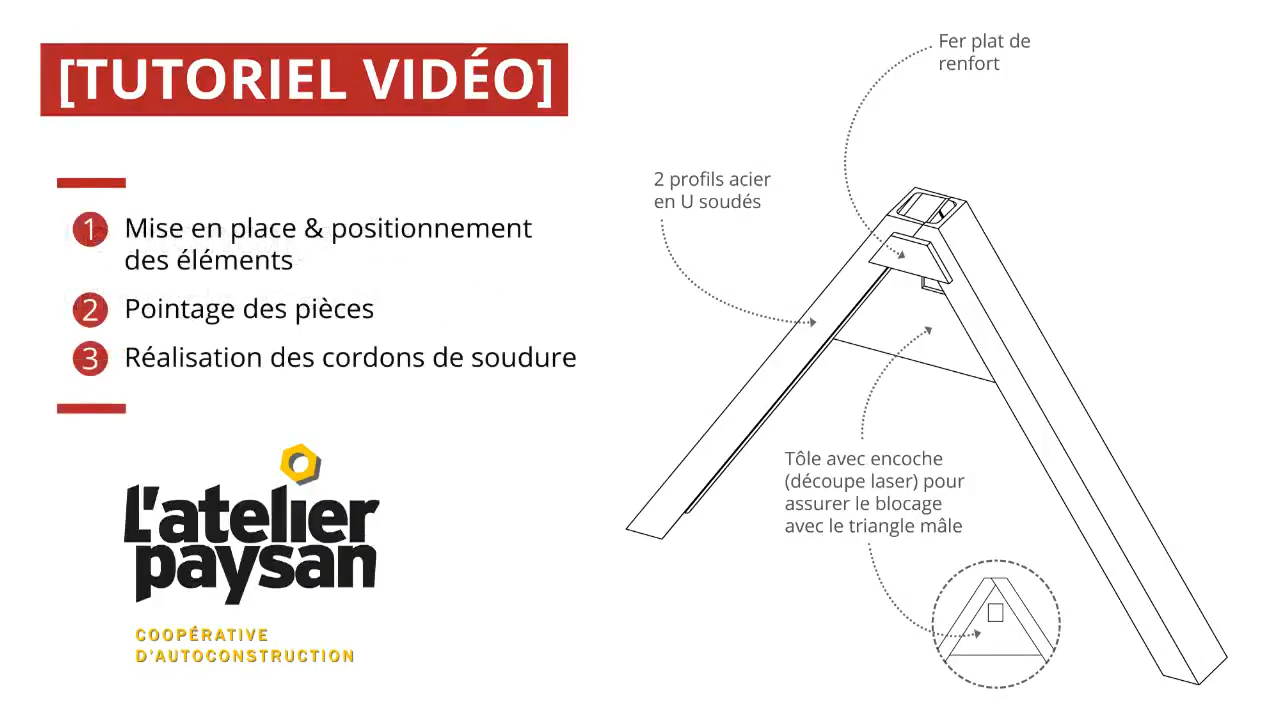 [TUTORIEL VIDÉO]
1 Mise en place & positionnement
des éléments
2 Pointage des pièces
3 Réalisation des cordons de soudure
L'atelier
paysan
COOPÉRATIVE
D'AUTOCONSTRUCTION
Fer plat de
renfort
2 profils acier
en U soudés
Tôle avec encoche
(découpe laser) pour
assurer le blocage
avec le triangle mâle